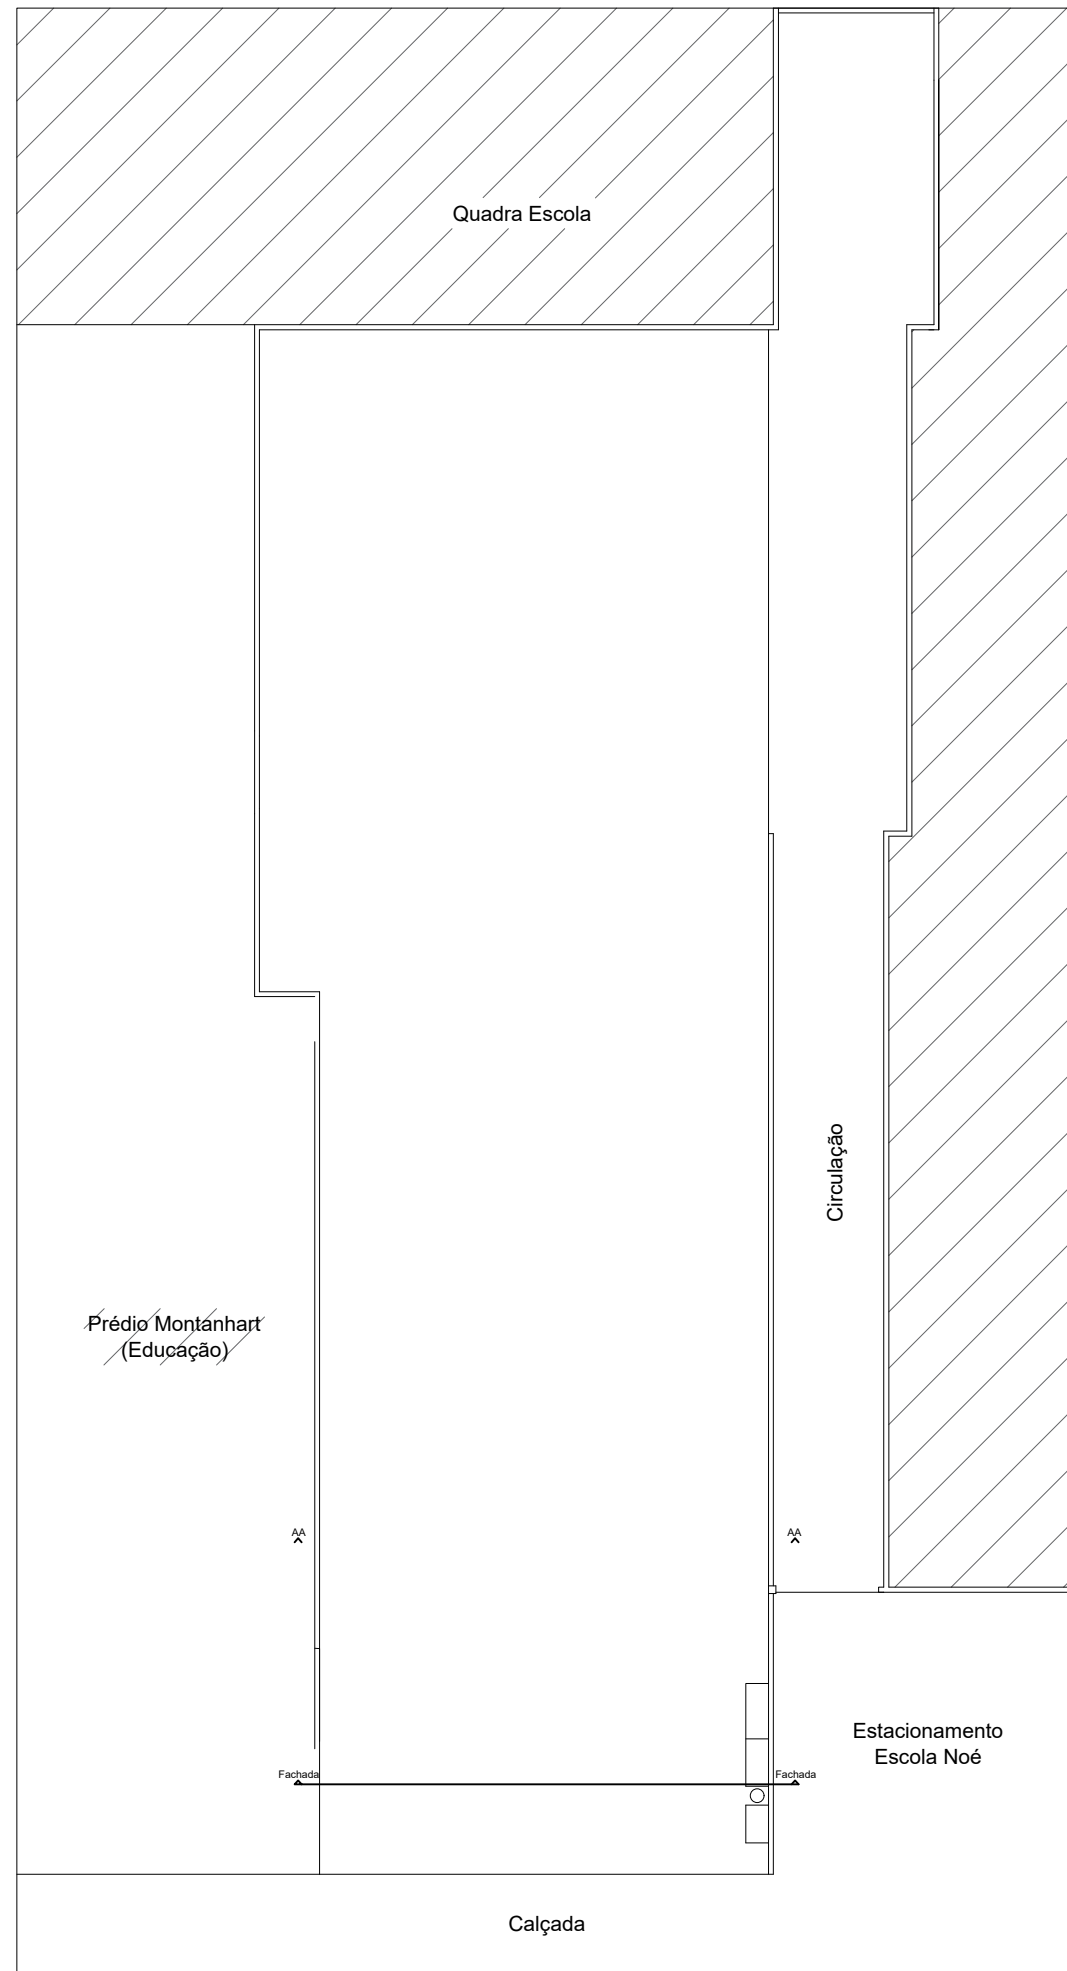 Quadra Escola
Circulação
Prédio Montanhart
(Educação)
AA
AA
Estacionamento
Escola Noé
Fachada
Fachada
Calçada